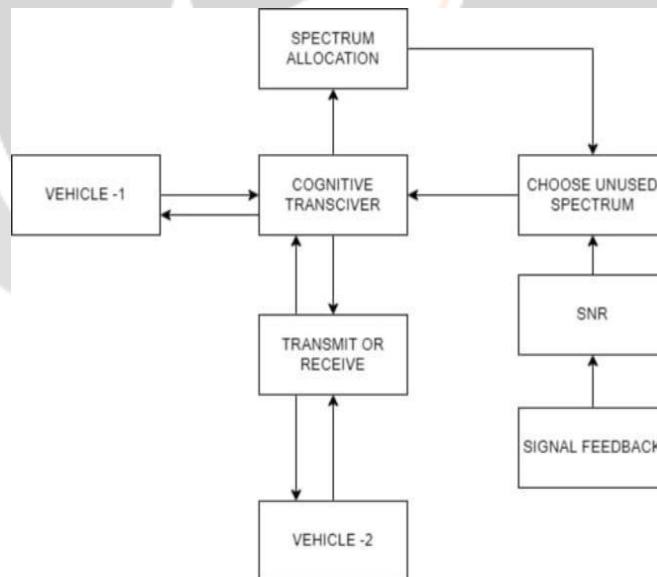 SPECTRUM
ALLOCATION
VEHICLE -1
COGNITIVE
TRANSCIVER
CHOOSE UNUSED
SPECTRUM
SNR
TRANSMIT OR
RECEIVE
SIGNAL FEEDBACK
VEHICLE -2